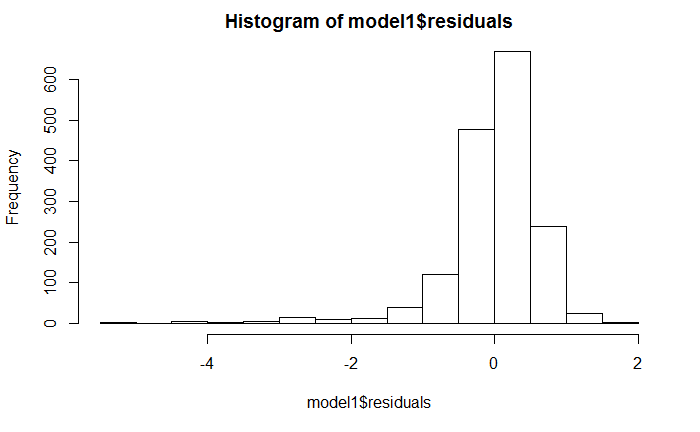 Histogram of model1$residuals
Frequency
0 100 200 300 400 500 600
-4 -2 0 2
model1$residuals